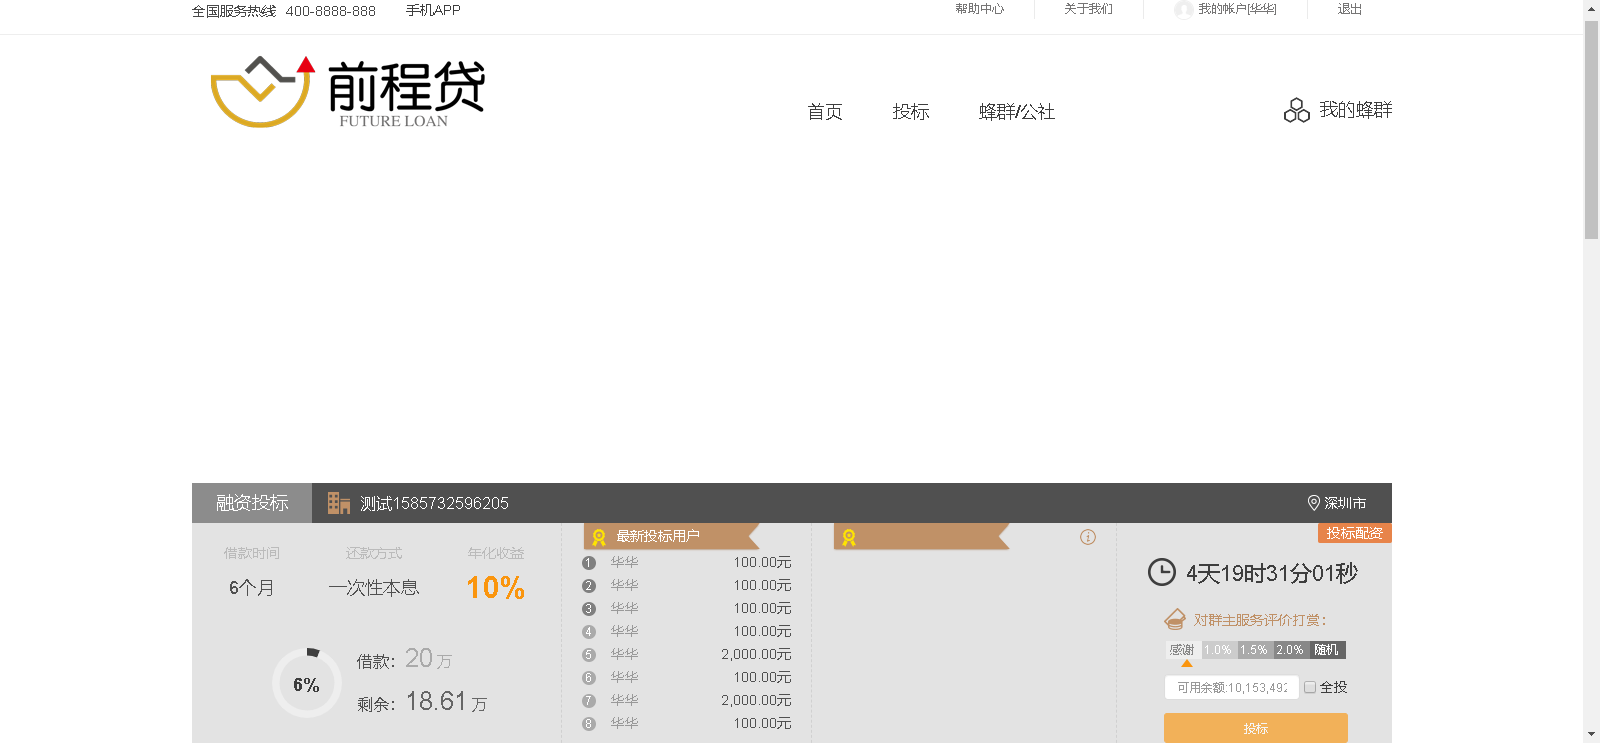 全国服务热线 400-8888-888 手机APP 帮助中心 关于我们 我的帐户[华华] 退出
前程贷
FUTURE LOAN
首页 投标 蜂群/公社 我的蜂群
融资投标 测试1585732596205 深圳市
投标配资
最新投标用户
借款时间 还款方式 年化收益
6个月 一次性本息 10%
6%
借款：20万
剩余：18.61万
1 华华 100.00元
2 华华 100.00元
3 华华 100.00元
4 华华 100.00元
5 华华 2,000.00元
6 华华 100.00元
7 华华 2,000.00元
8 华华 100.00元
4天19时31分01秒
对群主服务评价打赏：
感谢 1.0% 1.5% 2.0% 随机
可用余额:10,153,492 全投
投标